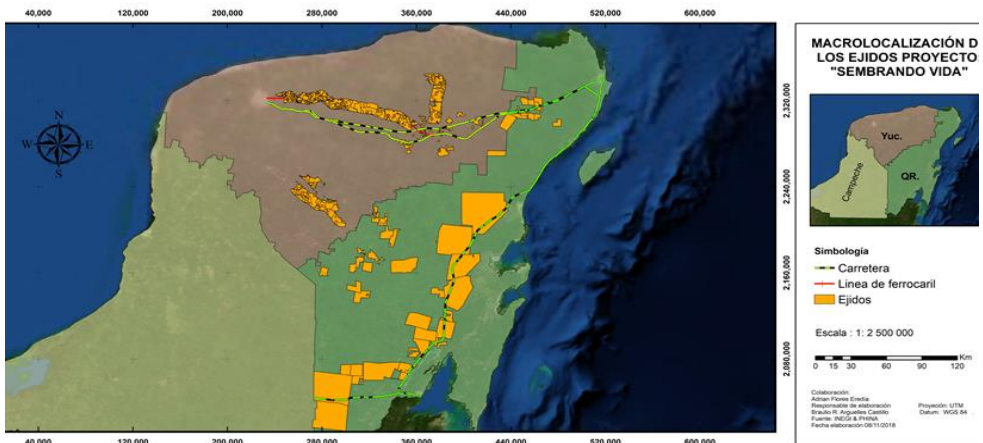 40,000 120,000 200,000 280,000 360,000 440,000 520,000 600,000
N
W E
S
2,320,000
2,240,000
2,160,000
2,080,000
40,000 120,000 200,000 280,000 360,000 440,000 520,000 600,000
MACROLOCALIZACIÓN D
LOS EJIDOS PROYECTO:
"SEMBRANDO VIDA"
Yuc.
Campeche
QR.
Simbología
Carretera
Linea de ferrocaril
Ejidos
Escala : 1: 2 500 000
Km
0 15 30 60 90 120
Colaboración:
Adrian Flores Eredia
Responsable de elaboración
Braulio R. Arguelles Castillo
Fuente: INEGI & PHINA
Fecha elaboración 08/11/2018
Proyeción: UTM
Datum: WGS 84